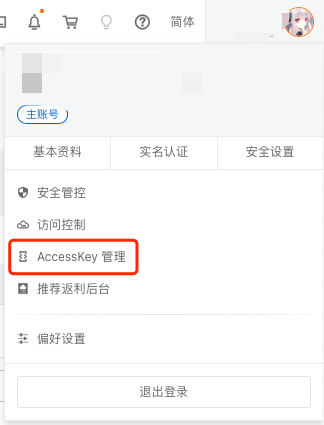 简体
主账号
基本资料 实名认证 安全设置
安全管控
访问控制
AccessKey 管理
推荐返利后台
偏好设置
退出登录